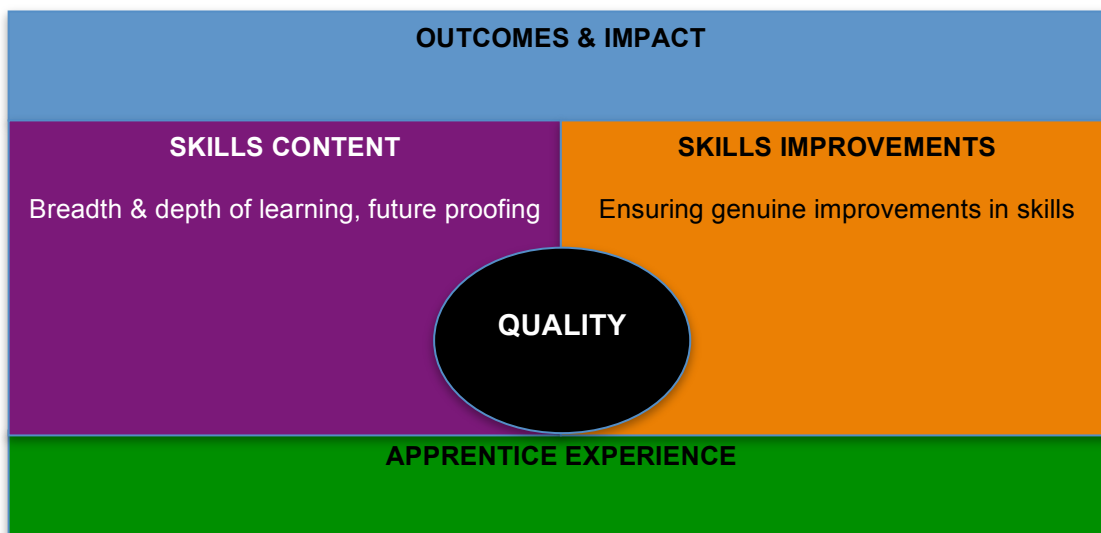 OUTCOMES & IMPACT
SKILLS CONTENT
Breadth & depth of learning, future proofing
SKILLS IMPROVEMENTS
Ensuring genuine improvements in skills
QUALITY
APPRENTICE EXPERIENCE